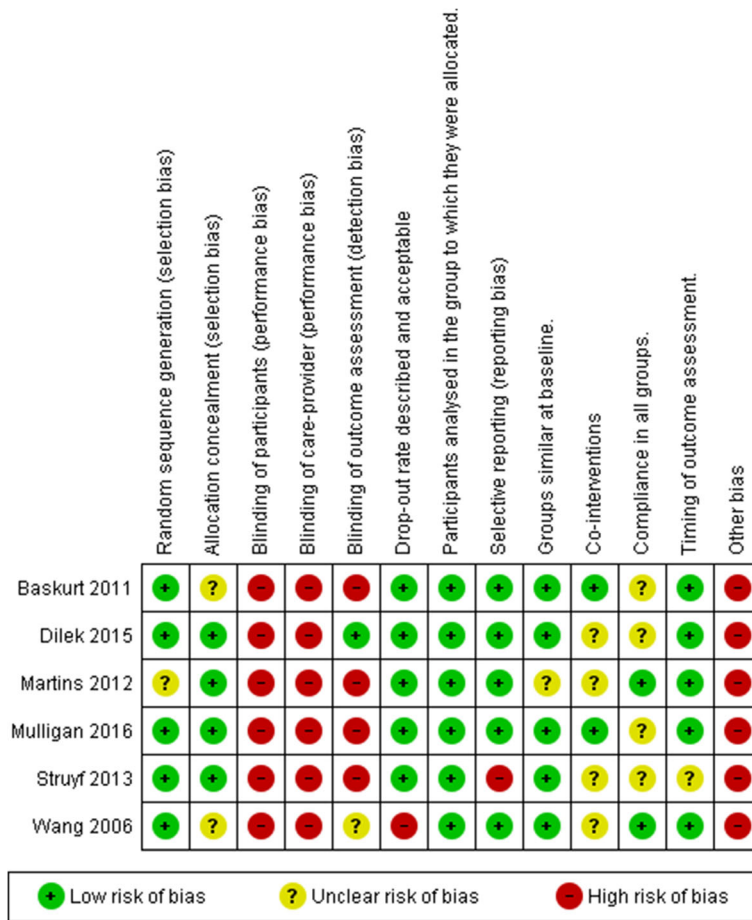 Random sequence generation (selection bias)
Allocation concealment (selection bias)
Blinding of participants (performance bias)
Blinding of care-provider (performance bias)
Blinding of outcome assessment (detection bias)
Drop-out rate described and acceptable
Participants analysed in the group to which they were allocated.
Selective reporting (reporting bias)
Groups similar at baseline.
Co-interventions
Compliance in all groups.
Timing of outcome assessment.
Other bias
Baskurt 2011 + ? - - - + + + + + ? + -
Dilek 2015 + + - - + + + + + ? ? + -
Martins 2012 ? + - - - + + + ? ? + + -
Mulligan 2016 + + - - - + + + + + ? + -
Struyf 2013 + + - - - + + - + ? ? ? -
Wang 2006 + ? - - ? - + + + ? + + -
+ Low risk of bias ? Unclear risk of bias - High risk of bias